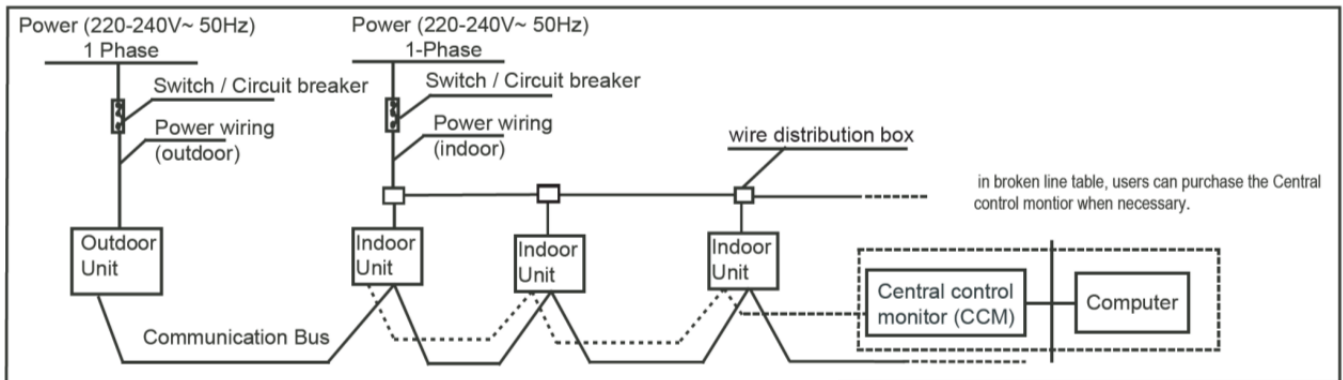 Power (220-240V~ 50Hz)
1 Phase
Switch / Circuit breaker
Power wiring
(outdoor)
Power (220-240V~ 50Hz)
1-Phase
Switch / Circuit breaker
Power wiring
(indoor)
wire distribution box
in broken line table, users can purchase the Central
control montior when necessary.
Outdoor
Unit
Indoor
Unit
Indoor
Unit
Indoor
Unit
Central control
monitor (CCM)
Computer
Communication Bus